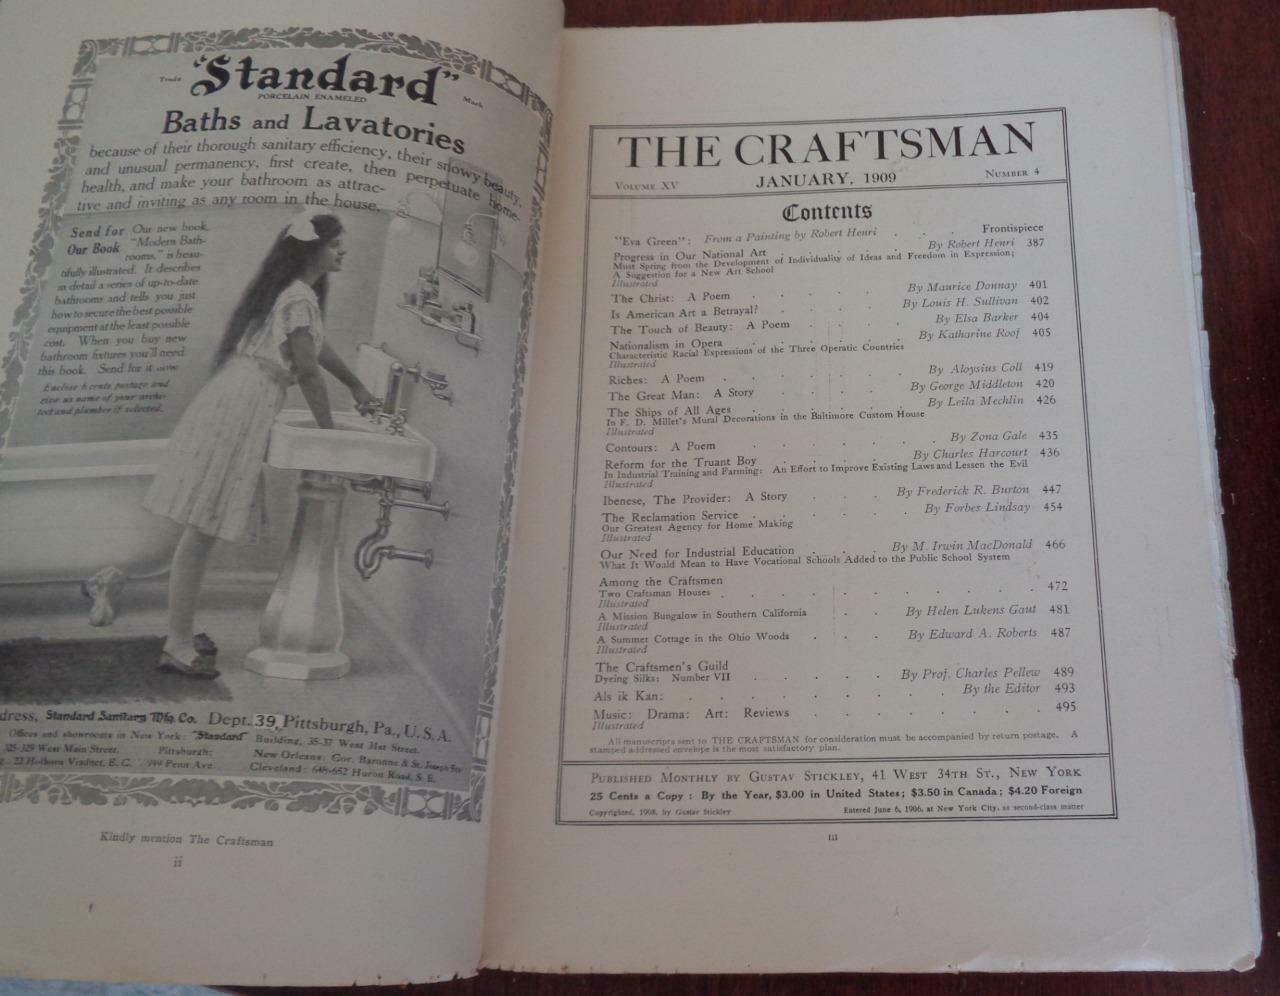 Trade "Standard" Mark
PORCELAIN ENAMELED
Baths and Lavatories
because of their thorough sanitary efficiency, their snowy beauty,
and unusual permanency, first create, then perpetuate home-
health, and make your bathroom as attrac-
tive and inviting as any room in the house.
Send for Our new book,
Our Book "Modern Bath-
rooms," is beau-
tifully illustrated. It describes
in detail a series of up-to-date
bathrooms and tells you just
how to secure the best possible
equipment at the least possible
cost. When you buy new
bathroom fixtures you'll need
this book. Send for it now
Enclose 6 cents postage and
give us name of your archi-
tect and plumber if selected.
dress, Standard Sanitary Mfg. Co. Dept. 39, Pittsburgh, Pa., U. S. A.
Offices and showrooms in New York: "Standard" Building, 35-37 West 31st Street.
325-329 West Main Street. Pittsburgh: New Orleans: Cor. Baronne & St. Joseph Sts.
22 Holborn Viaduct, E. C. 949 Penn Ave. Cleveland: 648-652 Huron Road, S. E.
Kindly mention The Craftsman
ii
THE CRAFTSMAN
VOLUME XV JANUARY, 1909 NUMBER 4
Contents
"Eva Green": From a Painting by Robert Henri . . . Frontispiece
Progress in Our National Art . . . By Robert Henri 387
Must Spring from the Development of Individuality of Ideas and Freedom in Expression;
A Suggestion for a New Art School
Illustrated
The Christ: A Poem . . . . . By Maurice Donnay 401
Is American Art a Betrayal? . . . . By Louis H. Sullivan 402
The Touch of Beauty: A Poem . . . . By Elsa Barker 404
Nationalism in Opera . . . . . By Katharine Roof 405
Characteristic Racial Expressions of the Three Operatic Countries
Illustrated
Riches: A Poem . . . . . By Aloysius Coll 419
The Great Man: A Story . . . . By George Middleton 420
The Ships of All Ages . . . . . By Leila Mechlin 426
In F. D. Millet's Mural Decorations in the Baltimore Custom House
Illustrated
Contours: A Poem . . . . . . By Zona Gale 435
Reform for the Truant Boy . . . . By Charles Harcourt 436
In Industrial Training and Farming: An Effort to Improve Existing Laws and Lessen the Evil
Illustrated
Ibenese, The Provider: A Story . . . By Frederick R. Burton 447
The Reclamation Service . . . . . By Forbes Lindsay 454
Our Greatest Agency for Home Making
Illustrated
Our Need for Industrial Education . . . By M. Irwin MacDonald 466
What It Would Mean to Have Vocational Schools Added to the Public School System
Among the Craftsmen
Two Craftsman Houses . . . . . . . . . . 472
Illustrated
A Mission Bungalow in Southern California . . By Helen Lukens Gaut 481
Illustrated
A Summer Cottage in the Ohio Woods . . . By Edward A. Roberts 487
Illustrated
The Craftsmen's Guild
Dyeing Silks: Number VII . . . . By Prof. Charles Pellew 489
Als ik Kan: . . . . . . . . By the Editor 493
Music: Drama: Art: Reviews . . . . . . . . 495
Illustrated
All manuscripts sent to THE CRAFTSMAN for consideration must be accompanied by return postage. A
stamped addressed envelope is the most satisfactory plan.
PUBLISHED MONTHLY BY GUSTAV STICKLEY, 41 WEST 34TH ST., NEW YORK
25 Cents a Copy: By the Year, $3.00 in United States; $3.50 in Canada; $4.20 Foreign
Copyrighted, 1908, by Gustav Stickley Entered June 6, 1906, at New York City, as second-class matter
iii